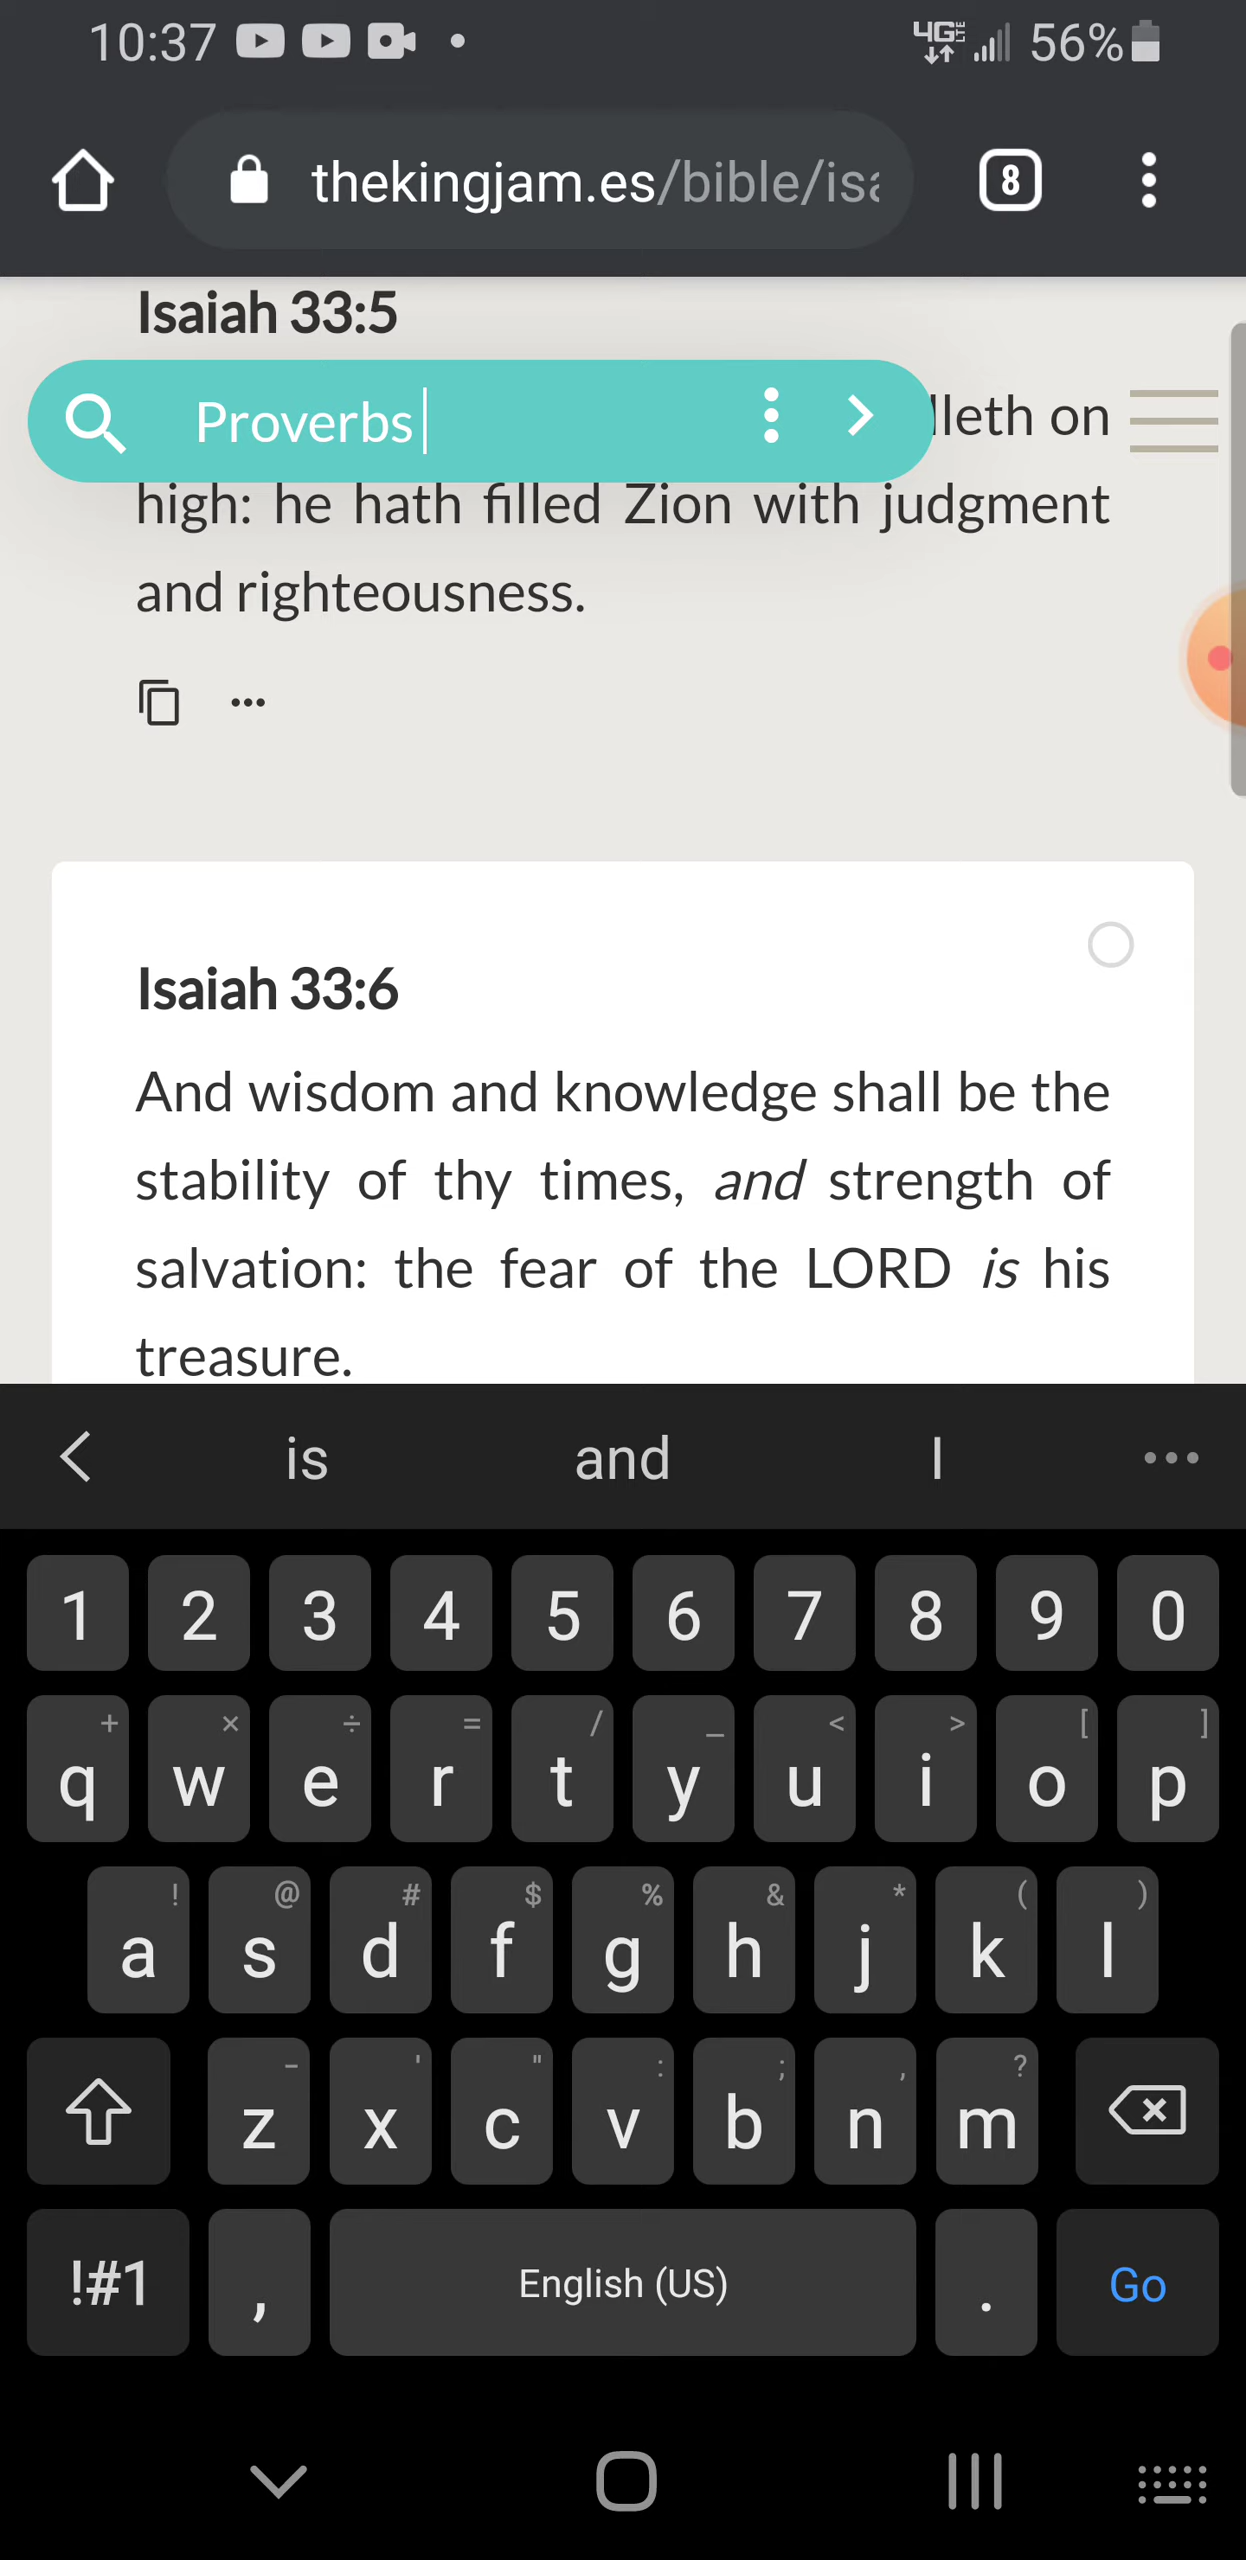 10:37 4G LTE 56%
thekingjam.es/bible/isa
8
Isaiah 33:5
Proverbs
lleth on
high: he hath filled Zion with judgment
and righteousness.
Isaiah 33:6
And wisdom and knowledge shall be the
stability of thy times, and strength of
salvation: the fear of the LORD is his
treasure.
is and I
1 2 3 4 5 6 7 8 9 0
+ × ÷ = / _ < > [ ]
q w e r t y u i o p
! @ # $ % & * ( )
a s d f g h j k l
- ' " : ; , ?
z x c v b n m
!#1 , English (US) . Go